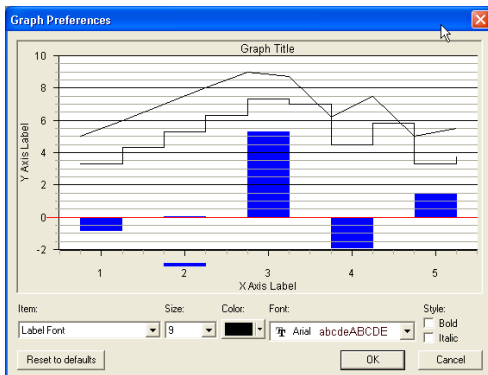 Graph Preferences
Graph Title
10
8
6
4
2
0
-2
Y Axis Label
1 2 3 4 5
X Axis Label
Item: Size: Color: Font: Style:
Label Font 9 Arial abcdeABCDE Bold
Italic
Reset to defaults OK Cancel